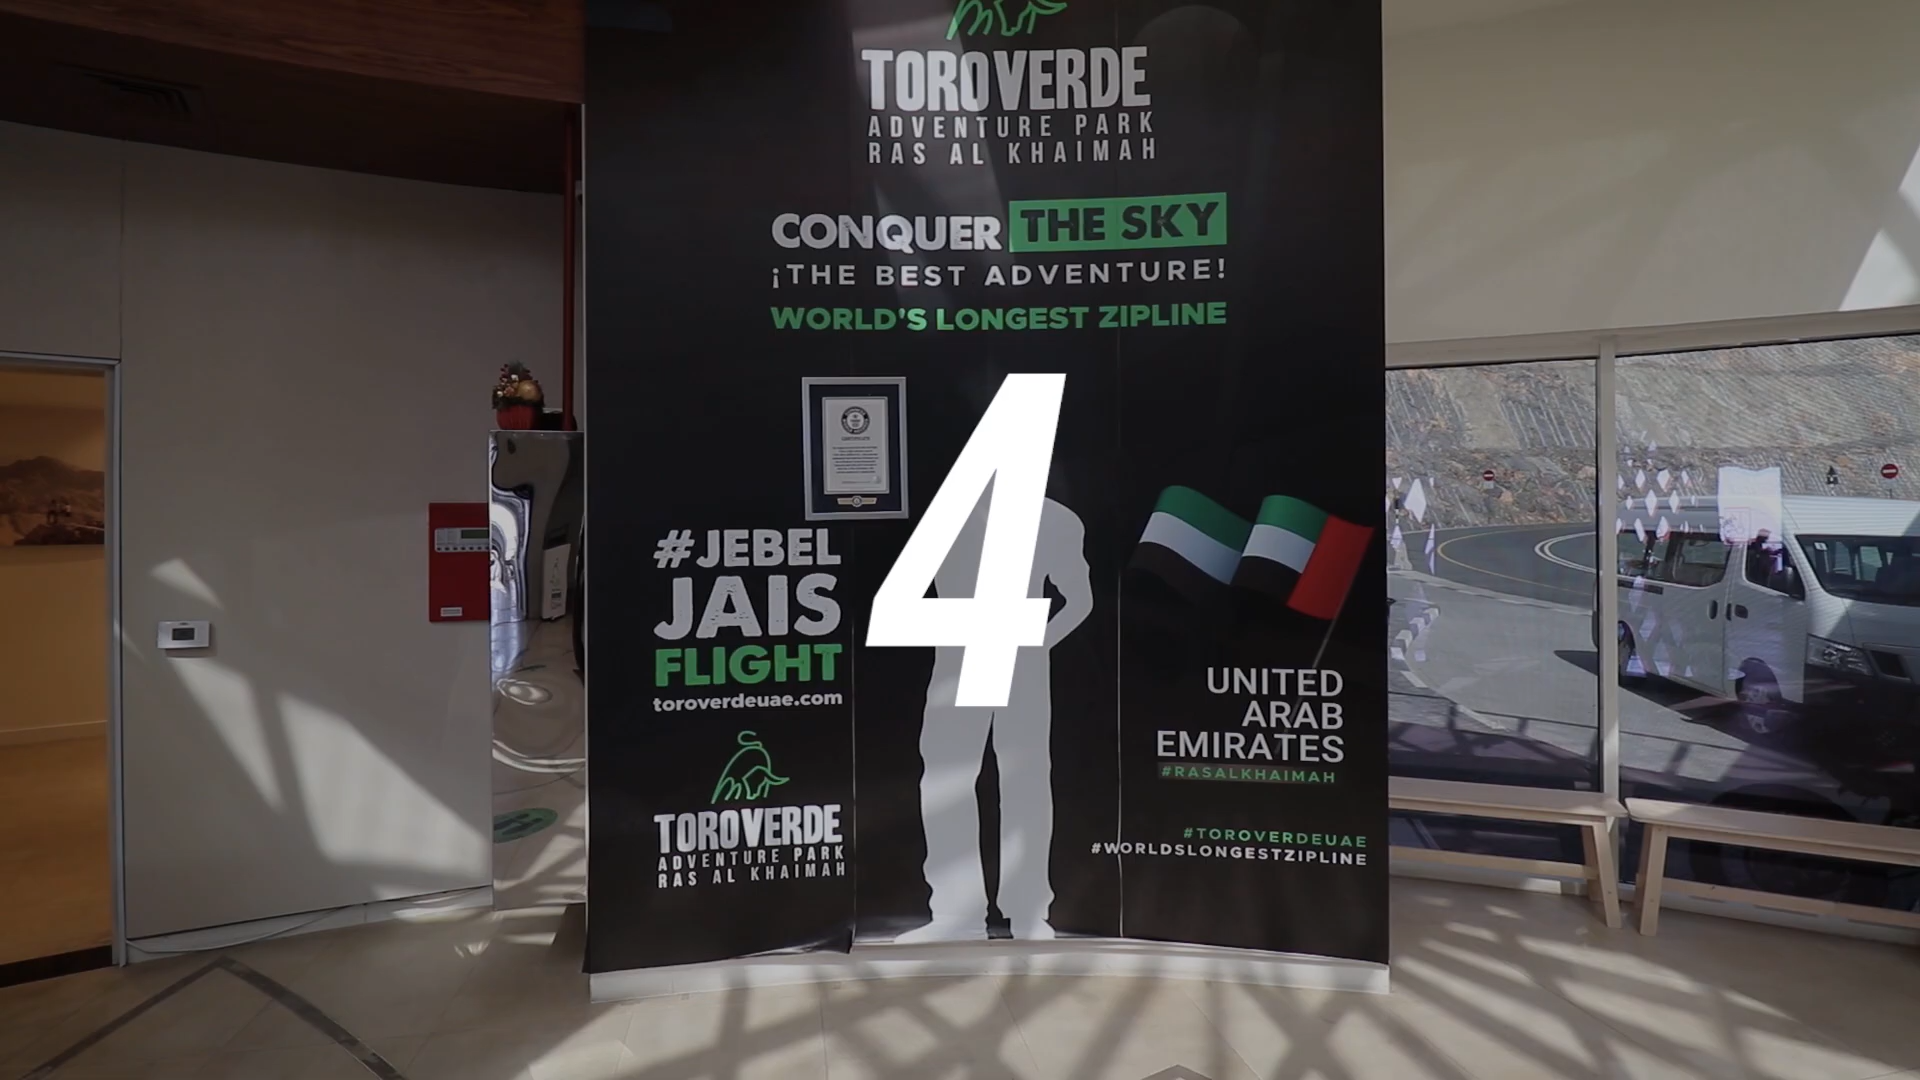 TOROVERDE
ADVENTURE PARK
RAS AL KHAIMAH
CONQUER THE SKY
¡THE BEST ADVENTURE!
WORLD'S LONGEST ZIPLINE
CERTIFICATE
4
#JEBEL
JAIS
FLIGHT
toroverdeuae.com
TOROVERDE
ADVENTURE PARK
RAS AL KHAIMAH
UNITED
ARAB
EMIRATES
#RASALKHAIMAH
#TOROVERDEUAE
#WORLDSLONGESTZIPLINE